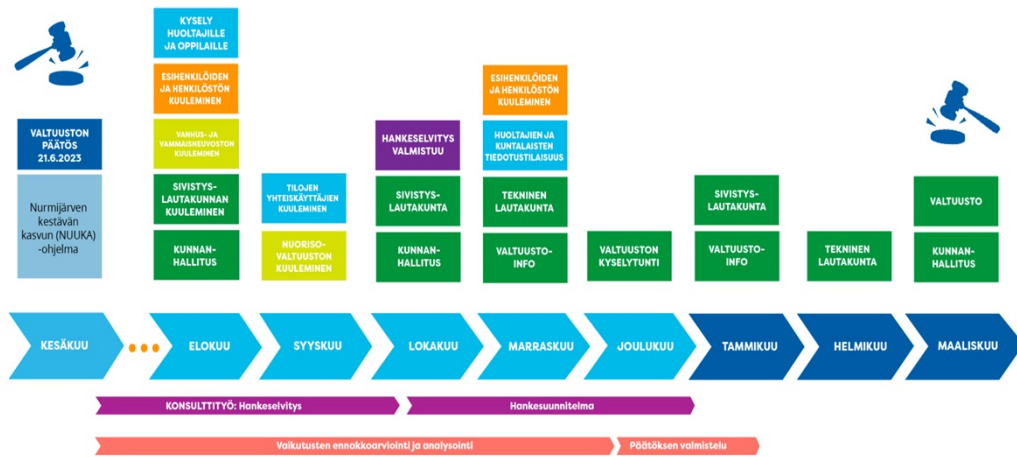 VALTUUSTON
PÄÄTÖS
21.6.2023
Nurmijärven
kestävän
kasvun (NUUKA)
-ohjelma
KYSELY
HUOLTAJILLE
JA OPPILAILLE
ESIHENKILÖIDEN
JA HENKILÖSTÖN
KUULEMINEN
VANHUS- JA
VAMMAISNEUVOSTON
KUULEMINEN
SIVISTYS-
LAUTAKUNNAN
KUULEMINEN
KUNNAN-
HALLITUS
TILOJEN
YHTEISKÄYTTÄJIEN
KUULEMINEN
NUORISO-
VALTUUSTON
KUULEMINEN
HANKESELVITYS
VALMISTUU
SIVISTYS-
LAUTAKUNTA
KUNNAN-
HALLITUS
ESIHENKILÖIDEN
JA HENKILÖSTÖN
KUULEMINEN
HUOLTAJIEN JA
KUNTALAISTEN
TIEDOTUSTILAISUUS
TEKNINEN
LAUTAKUNTA
VALTUUSTO-
INFO
VALTUUSTON
KYSELYTUNTI
SIVISTYS-
LAUTAKUNTA
VALTUUSTO-
INFO
TEKNINEN
LAUTAKUNTA
VALTUUSTO
KUNNAN-
HALLITUS
KESÄKUU
ELOKUU
SYYSKUU
LOKAKUU
MARRASKUU
JOULUKUU
TAMMIKUU
HELMIKUU
MAALISKUU
KONSULTTITYÖ: Hankeselvitys
Hankesuunnitelma
Vaikutusten ennakkoarviointi ja analysointi
Päätöksen valmistelu